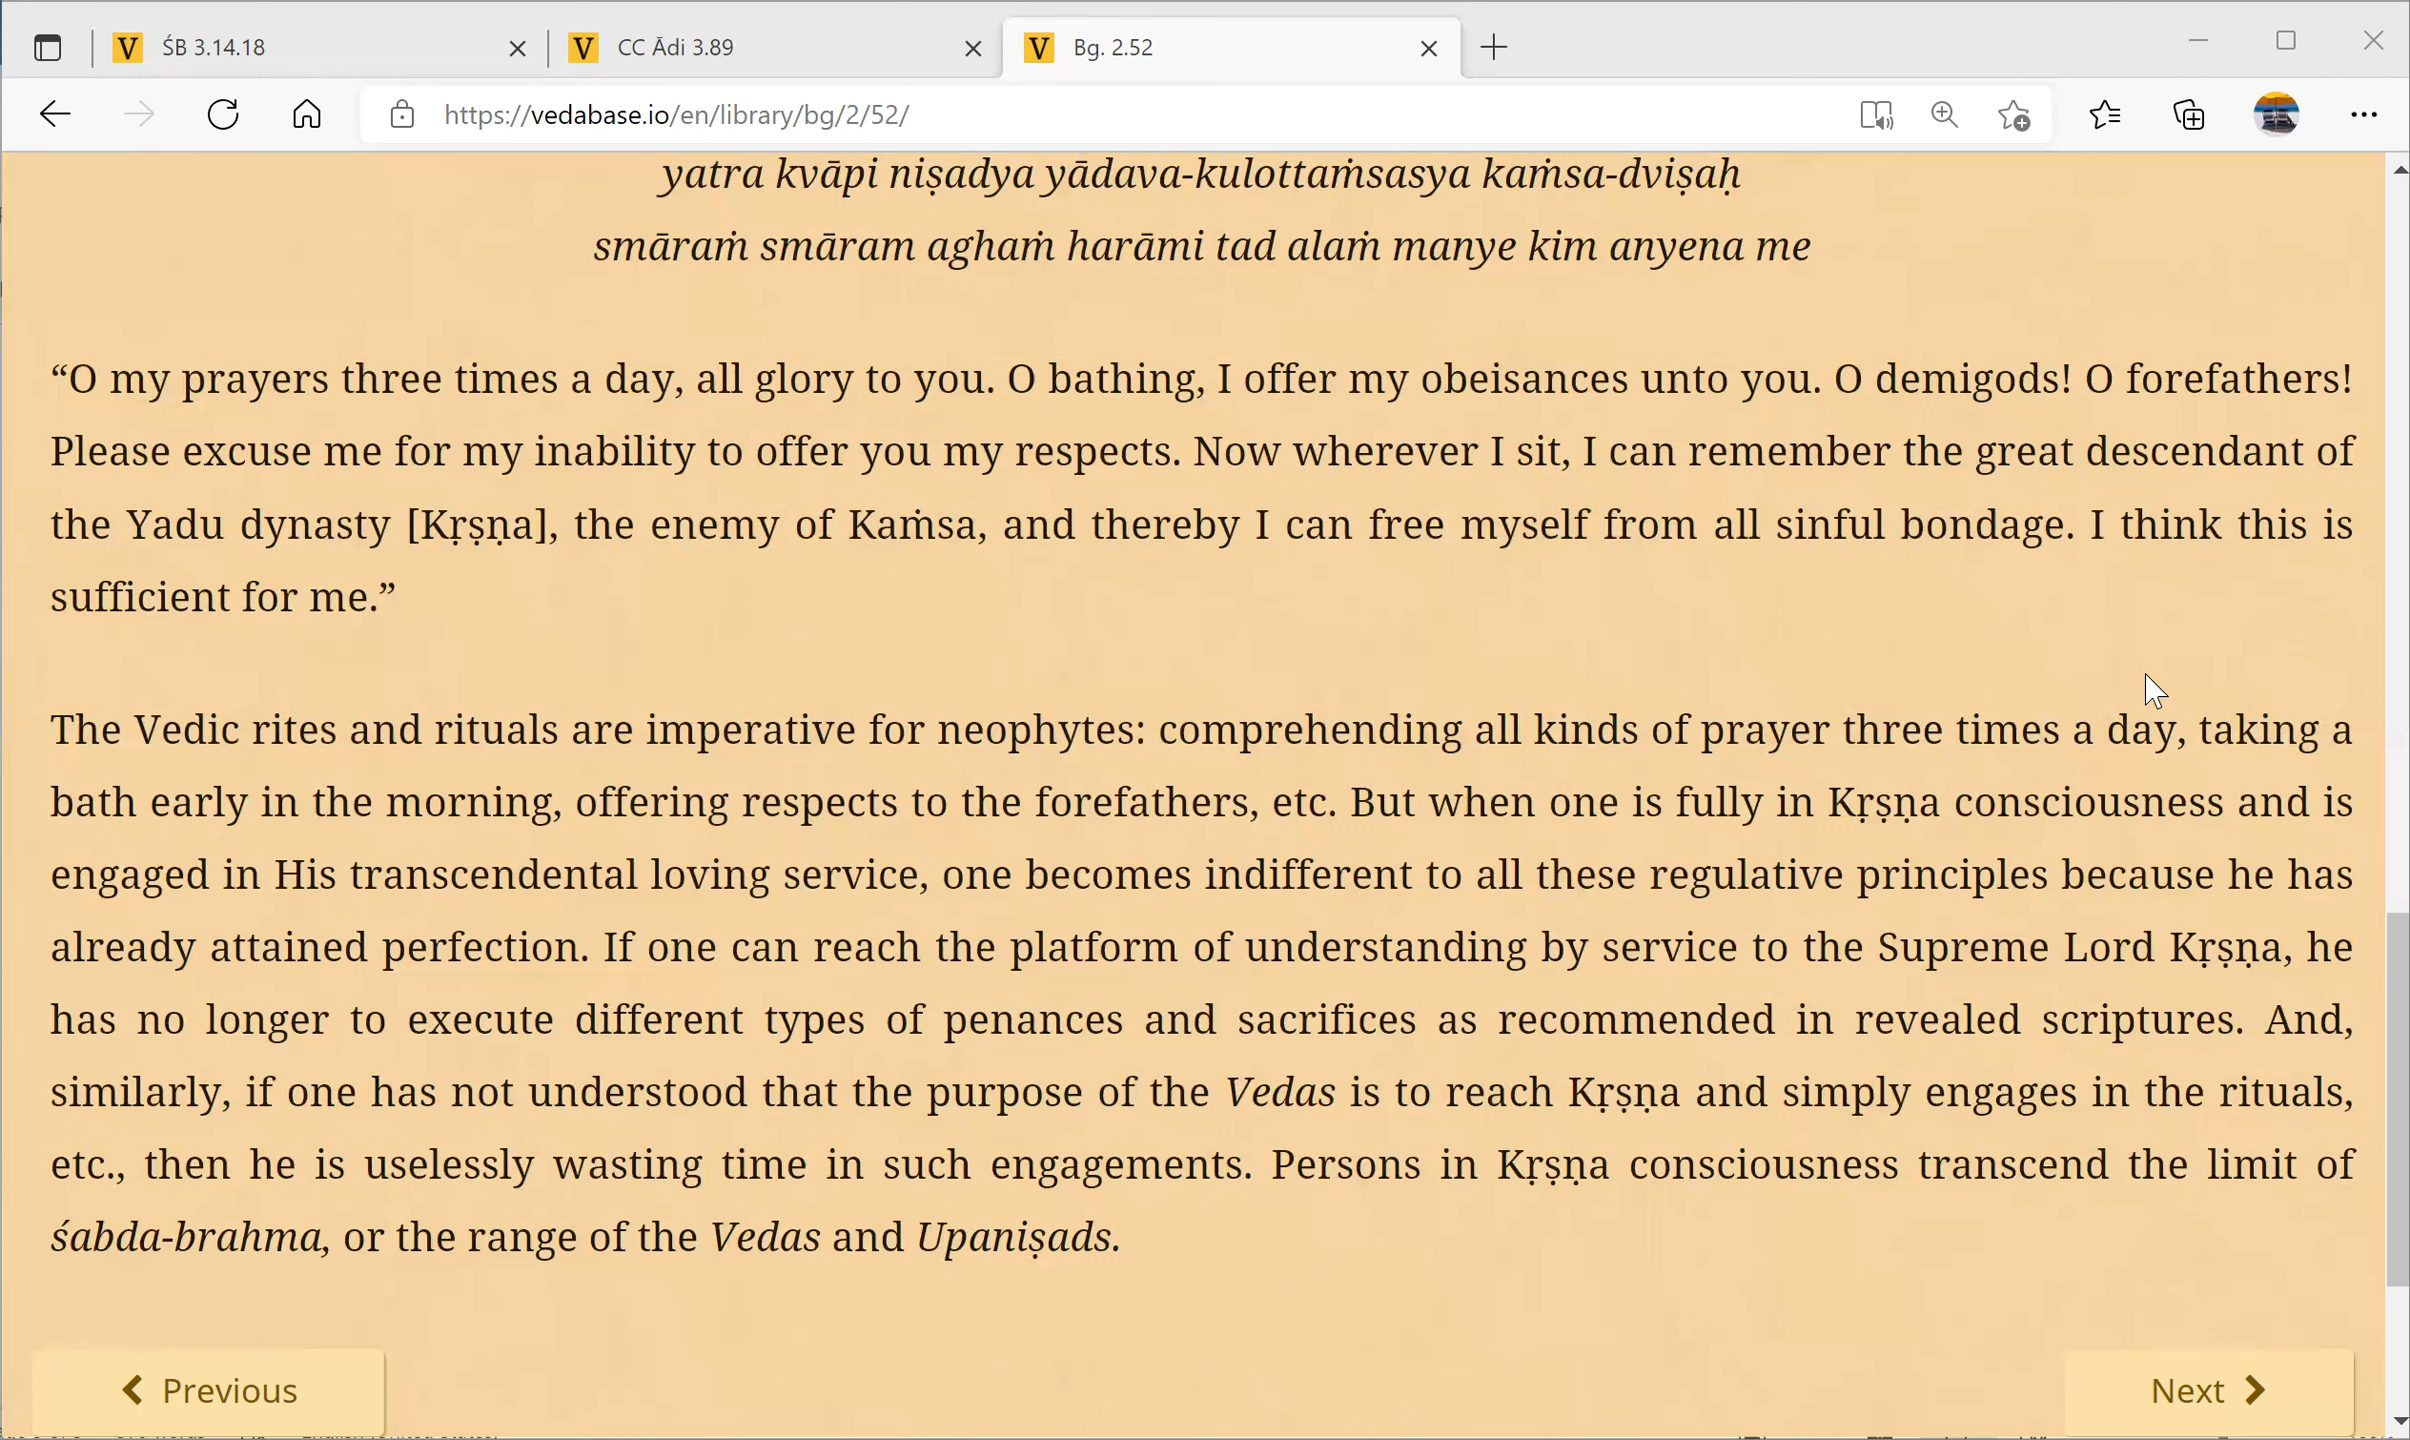 ŚB 3.14.18
CC Ādi 3.89
Bg. 2.52
https://vedabase.io/en/library/bg/2/52/
yatra kvāpi niṣadya yādava-kulottaṁsasya kaṁsa-dviṣaḥ
smāraṁ smāram aghaṁ harāmi tad alaṁ manye kim anyena me
“O my prayers three times a day, all glory to you. O bathing, I offer my obeisances unto you. O demigods! O forefathers!
Please excuse me for my inability to offer you my respects. Now wherever I sit, I can remember the great descendant of
the Yadu dynasty [Kṛṣṇa], the enemy of Kaṁsa, and thereby I can free myself from all sinful bondage. I think this is
sufficient for me.”
The Vedic rites and rituals are imperative for neophytes: comprehending all kinds of prayer three times a day, taking a
bath early in the morning, offering respects to the forefathers, etc. But when one is fully in Kṛṣṇa consciousness and is
engaged in His transcendental loving service, one becomes indifferent to all these regulative principles because he has
already attained perfection. If one can reach the platform of understanding by service to the Supreme Lord Kṛṣṇa, he
has no longer to execute different types of penances and sacrifices as recommended in revealed scriptures. And,
similarly, if one has not understood that the purpose of the Vedas is to reach Kṛṣṇa and simply engages in the rituals,
etc., then he is uselessly wasting time in such engagements. Persons in Kṛṣṇa consciousness transcend the limit of
śabda-brahma, or the range of the Vedas and Upaniṣads.
Previous
Next